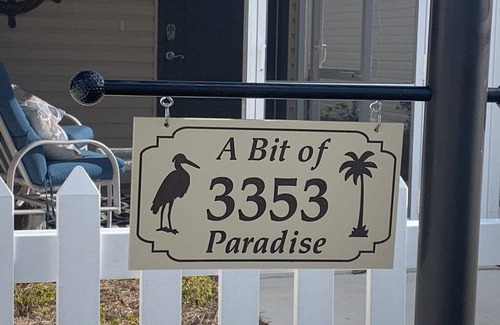 A Bit of
3353
Paradise